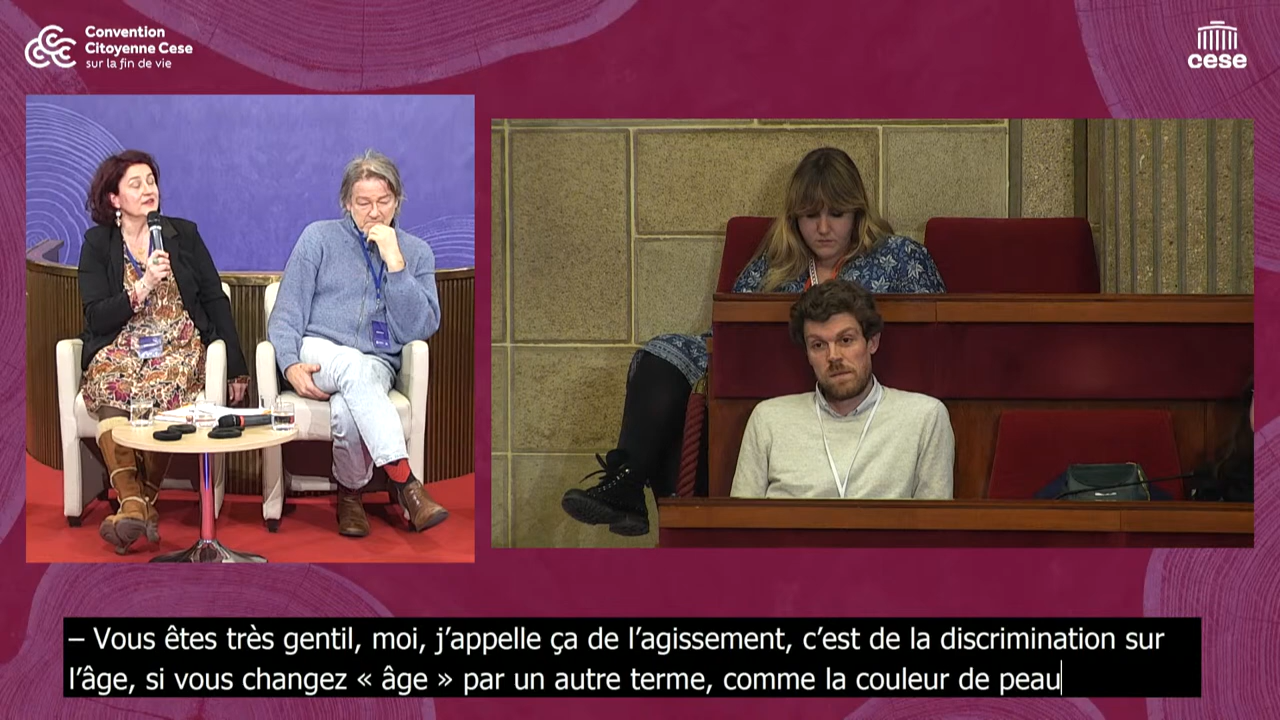 Convention
Citoyenne Cese
sur la fin de vie
cese
– Vous êtes très gentil, moi, j’appelle ça de l’agissement, c’est de la discrimination sur
l’âge, si vous changez « âge » par un autre terme, comme la couleur de peau